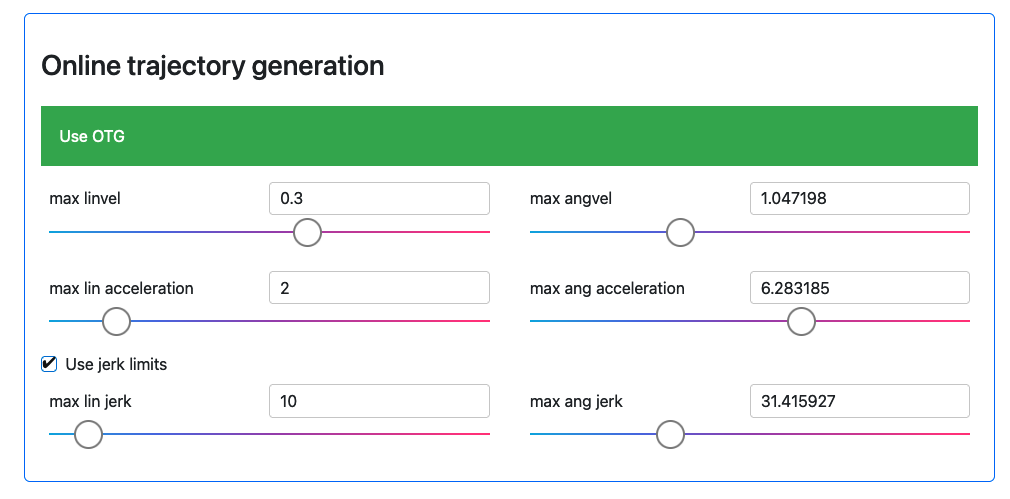 Online trajectory generation
Use OTG
max linvel 0.3 max angvel 1.047198
max lin acceleration 2 max ang acceleration 6.283185
Use jerk limits
max lin jerk 10 max ang jerk 31.415927